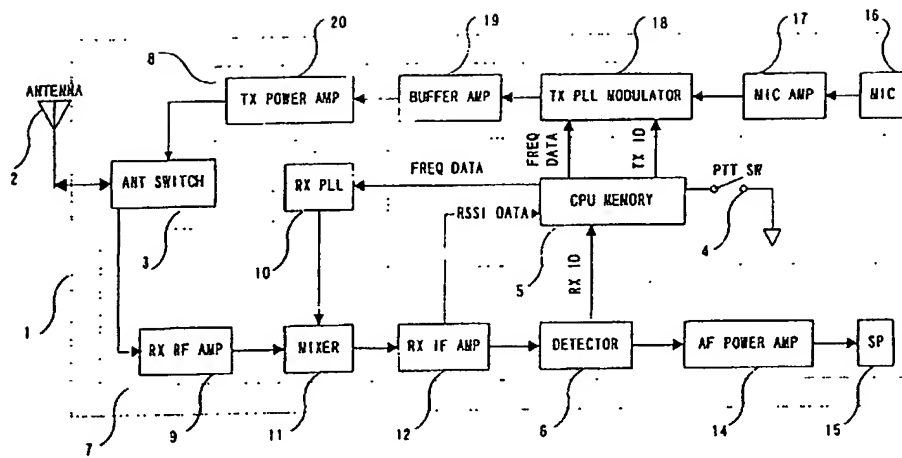 20
19
18
17
16
8
ANTENNA
TX POWER AMP
BUFFER AMP
TX PLL MODULATOR
MIC AMP
MIC
2
FREQ DATA
TX ID
FREQ DATA
PTT SW
ANT SWITCH
RX PLL
CPU MEMORY
RSSI DATA
3
10
5
4
RX ID
1
RX RF AMP
MIXER
RX IF AMP
DETECTOR
AF POWER AMP
SP
7
9
11
12
6
14
15